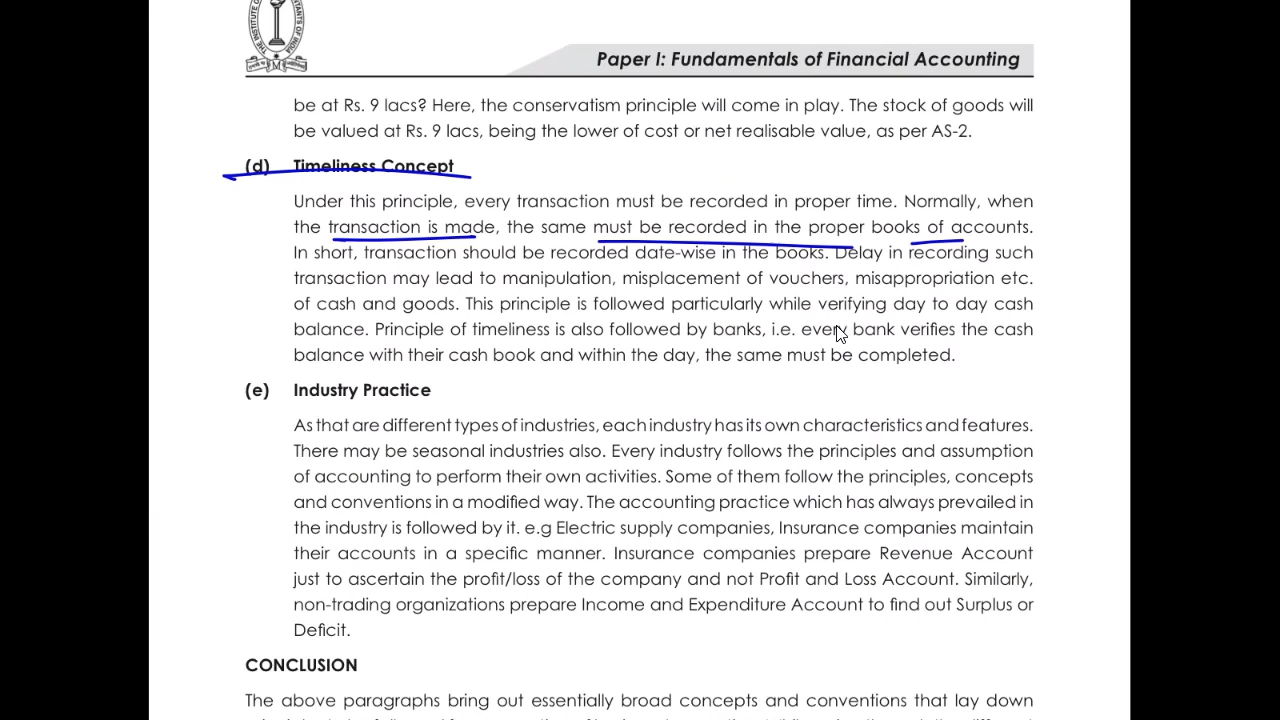 Paper I: Fundamentals of Financial Accounting
be at Rs. 9 lacs? Here, the conservatism principle will come in play. The stock of goods will
be valued at Rs. 9 lacs, being the lower of cost or net realisable value, as per AS-2.
(d) Timeliness Concept
Under this principle, every transaction must be recorded in proper time. Normally, when
the transaction is made, the same must be recorded in the proper books of accounts.
In short, transaction should be recorded date-wise in the books. Delay in recording such
transaction may lead to manipulation, misplacement of vouchers, misappropriation etc.
of cash and goods. This principle is followed particularly while verifying day to day cash
balance. Principle of timeliness is also followed by banks, i.e. every bank verifies the cash
balance with their cash book and within the day, the same must be completed.
(e) Industry Practice
As that are different types of industries, each industry has its own characteristics and features.
There may be seasonal industries also. Every industry follows the principles and assumption
of accounting to perform their own activities. Some of them follow the principles, concepts
and conventions in a modified way. The accounting practice which has always prevailed in
the industry is followed by it. e.g Electric supply companies, Insurance companies maintain
their accounts in a specific manner. Insurance companies prepare Revenue Account
just to ascertain the profit/loss of the company and not Profit and Loss Account. Similarly,
non-trading organizations prepare Income and Expenditure Account to find out Surplus or
Deficit.
CONCLUSION
The above paragraphs bring out essentially broad concepts and conventions that lay down